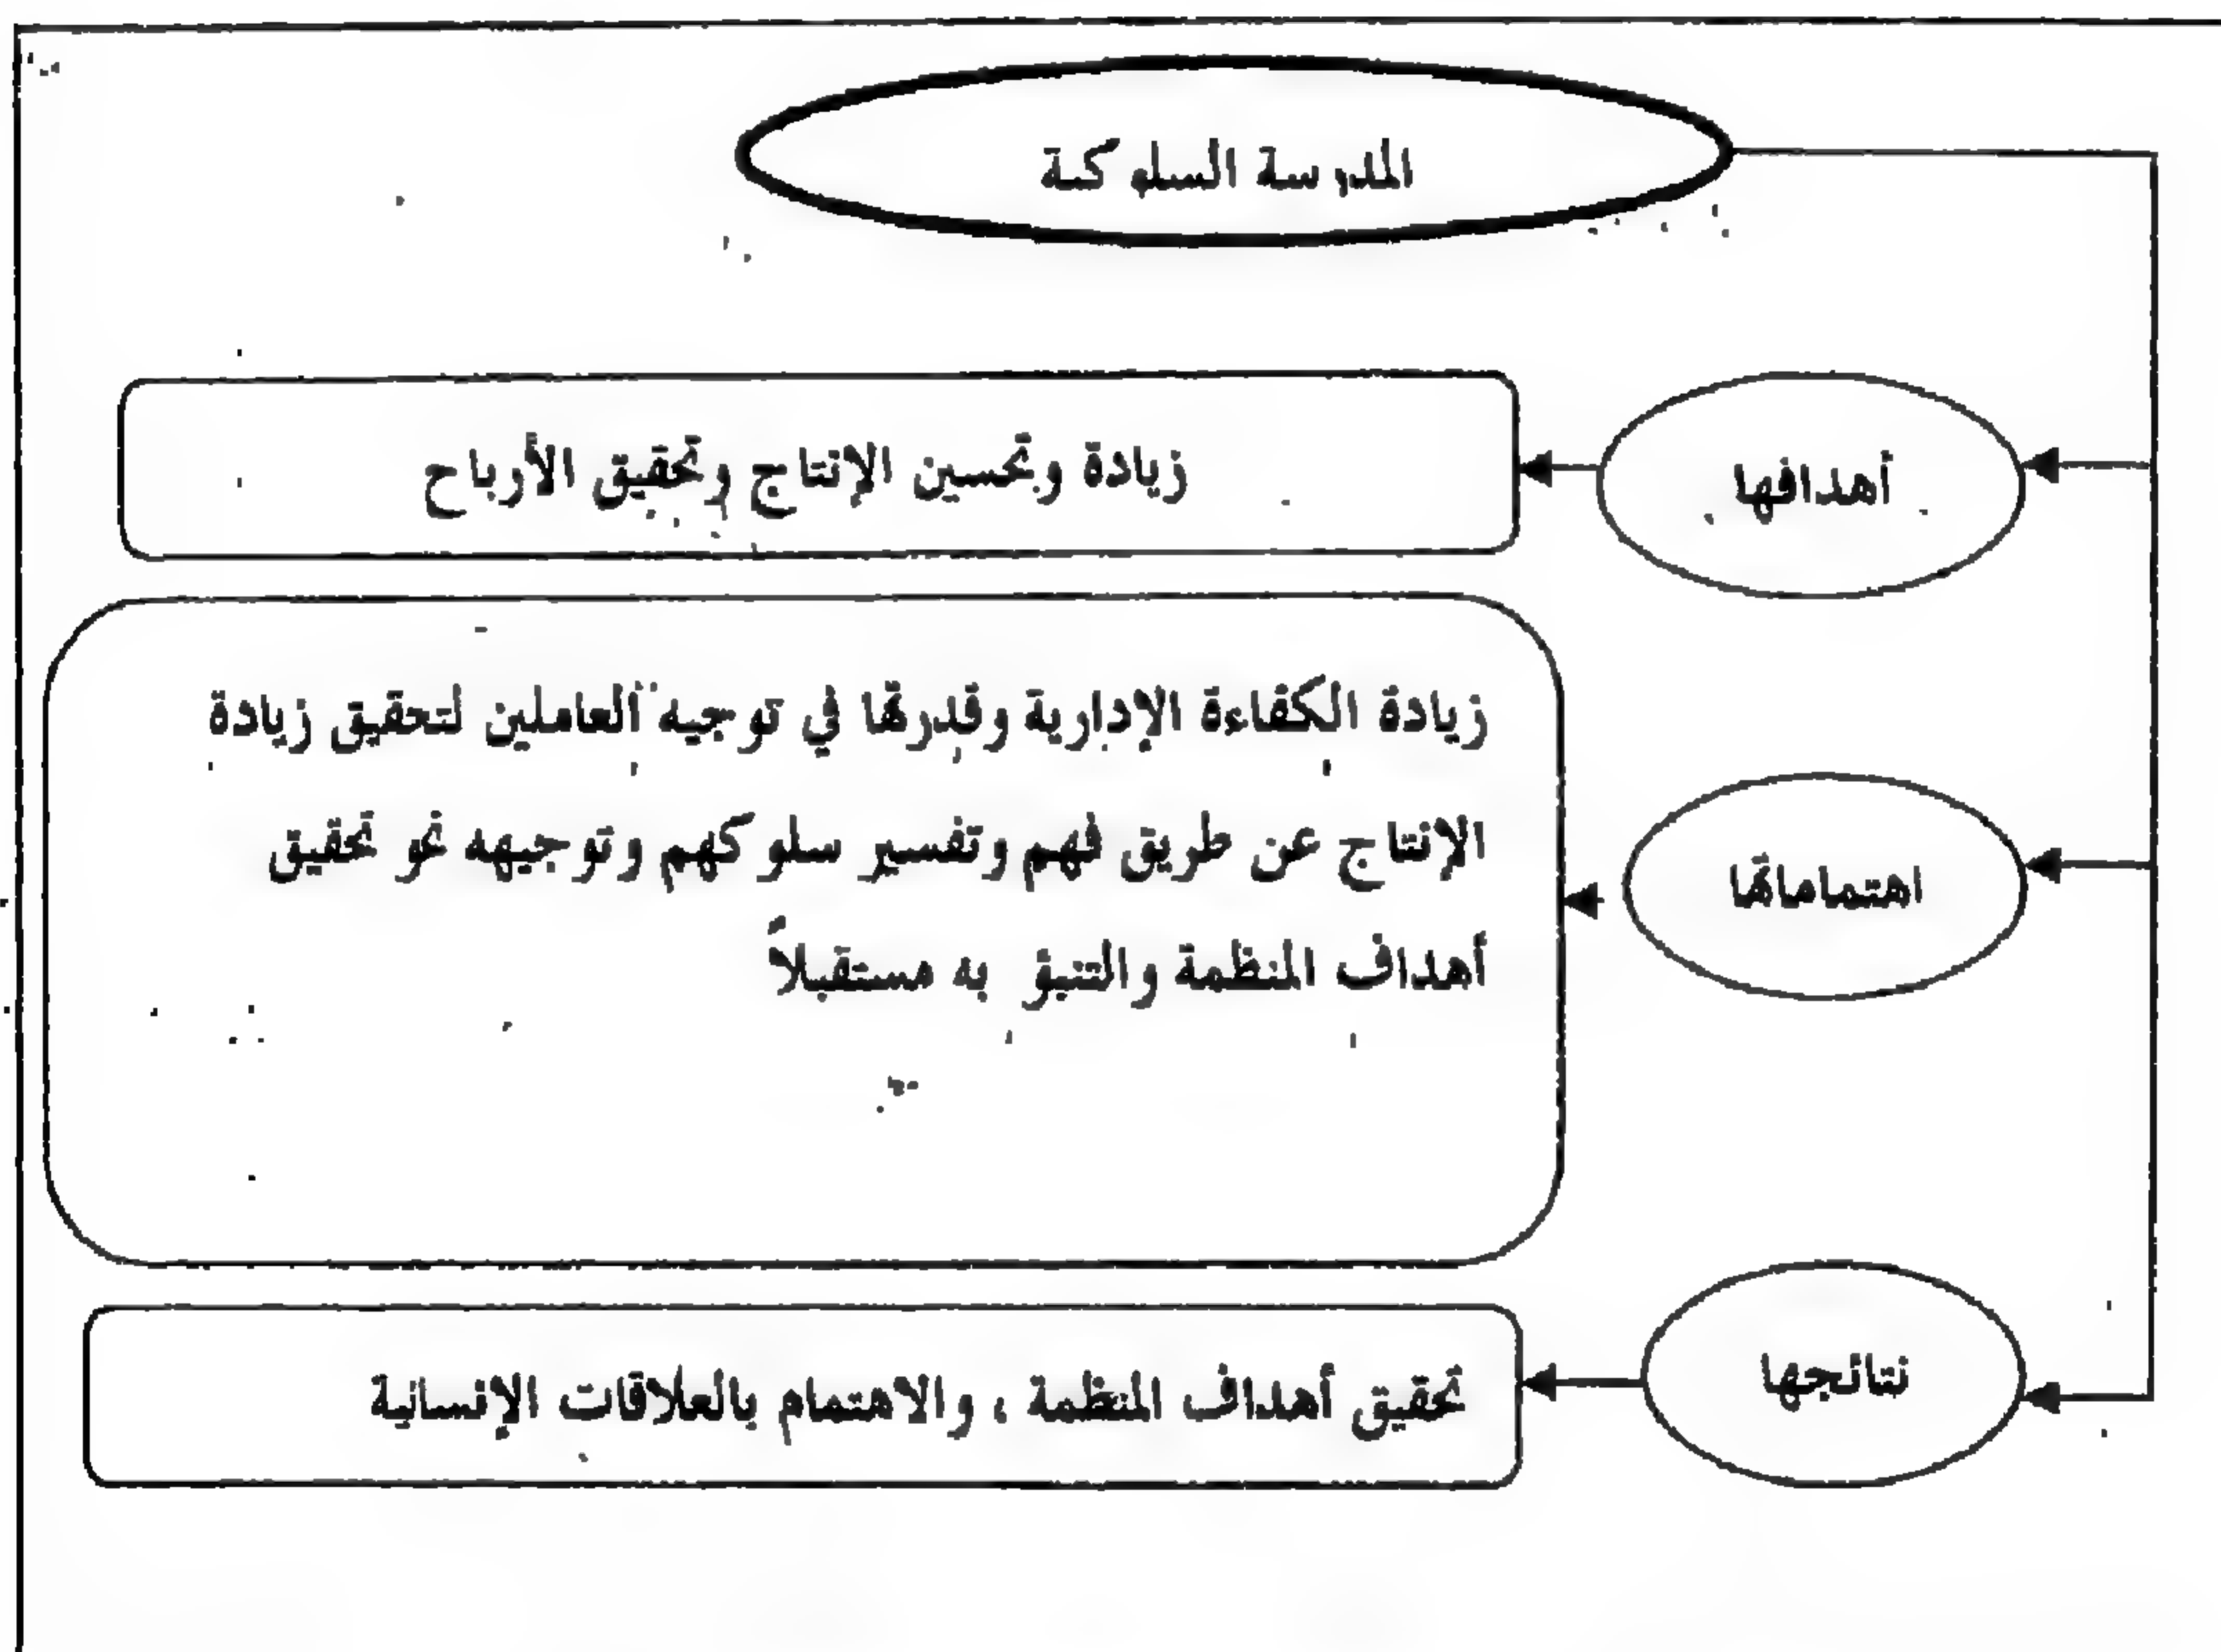 المدرسة السلوكية
أهدافها
زيادة وتحسين الإنتاج وتحقيق الأرباح
اهتماماتها
زيادة الكفاءة الإدارية وقدرتها في توجيه العاملين لتحقيق زيادة
الإنتاج عن طريق فهم وتفسير سلوكهم وتوجيهه نحو تحقيق
أهداف المنظمة والتنبؤ به مستقبلاً
نتائجها
تحقيق أهداف المنظمة ، والاهتمام بالعلاقات الإنسانية